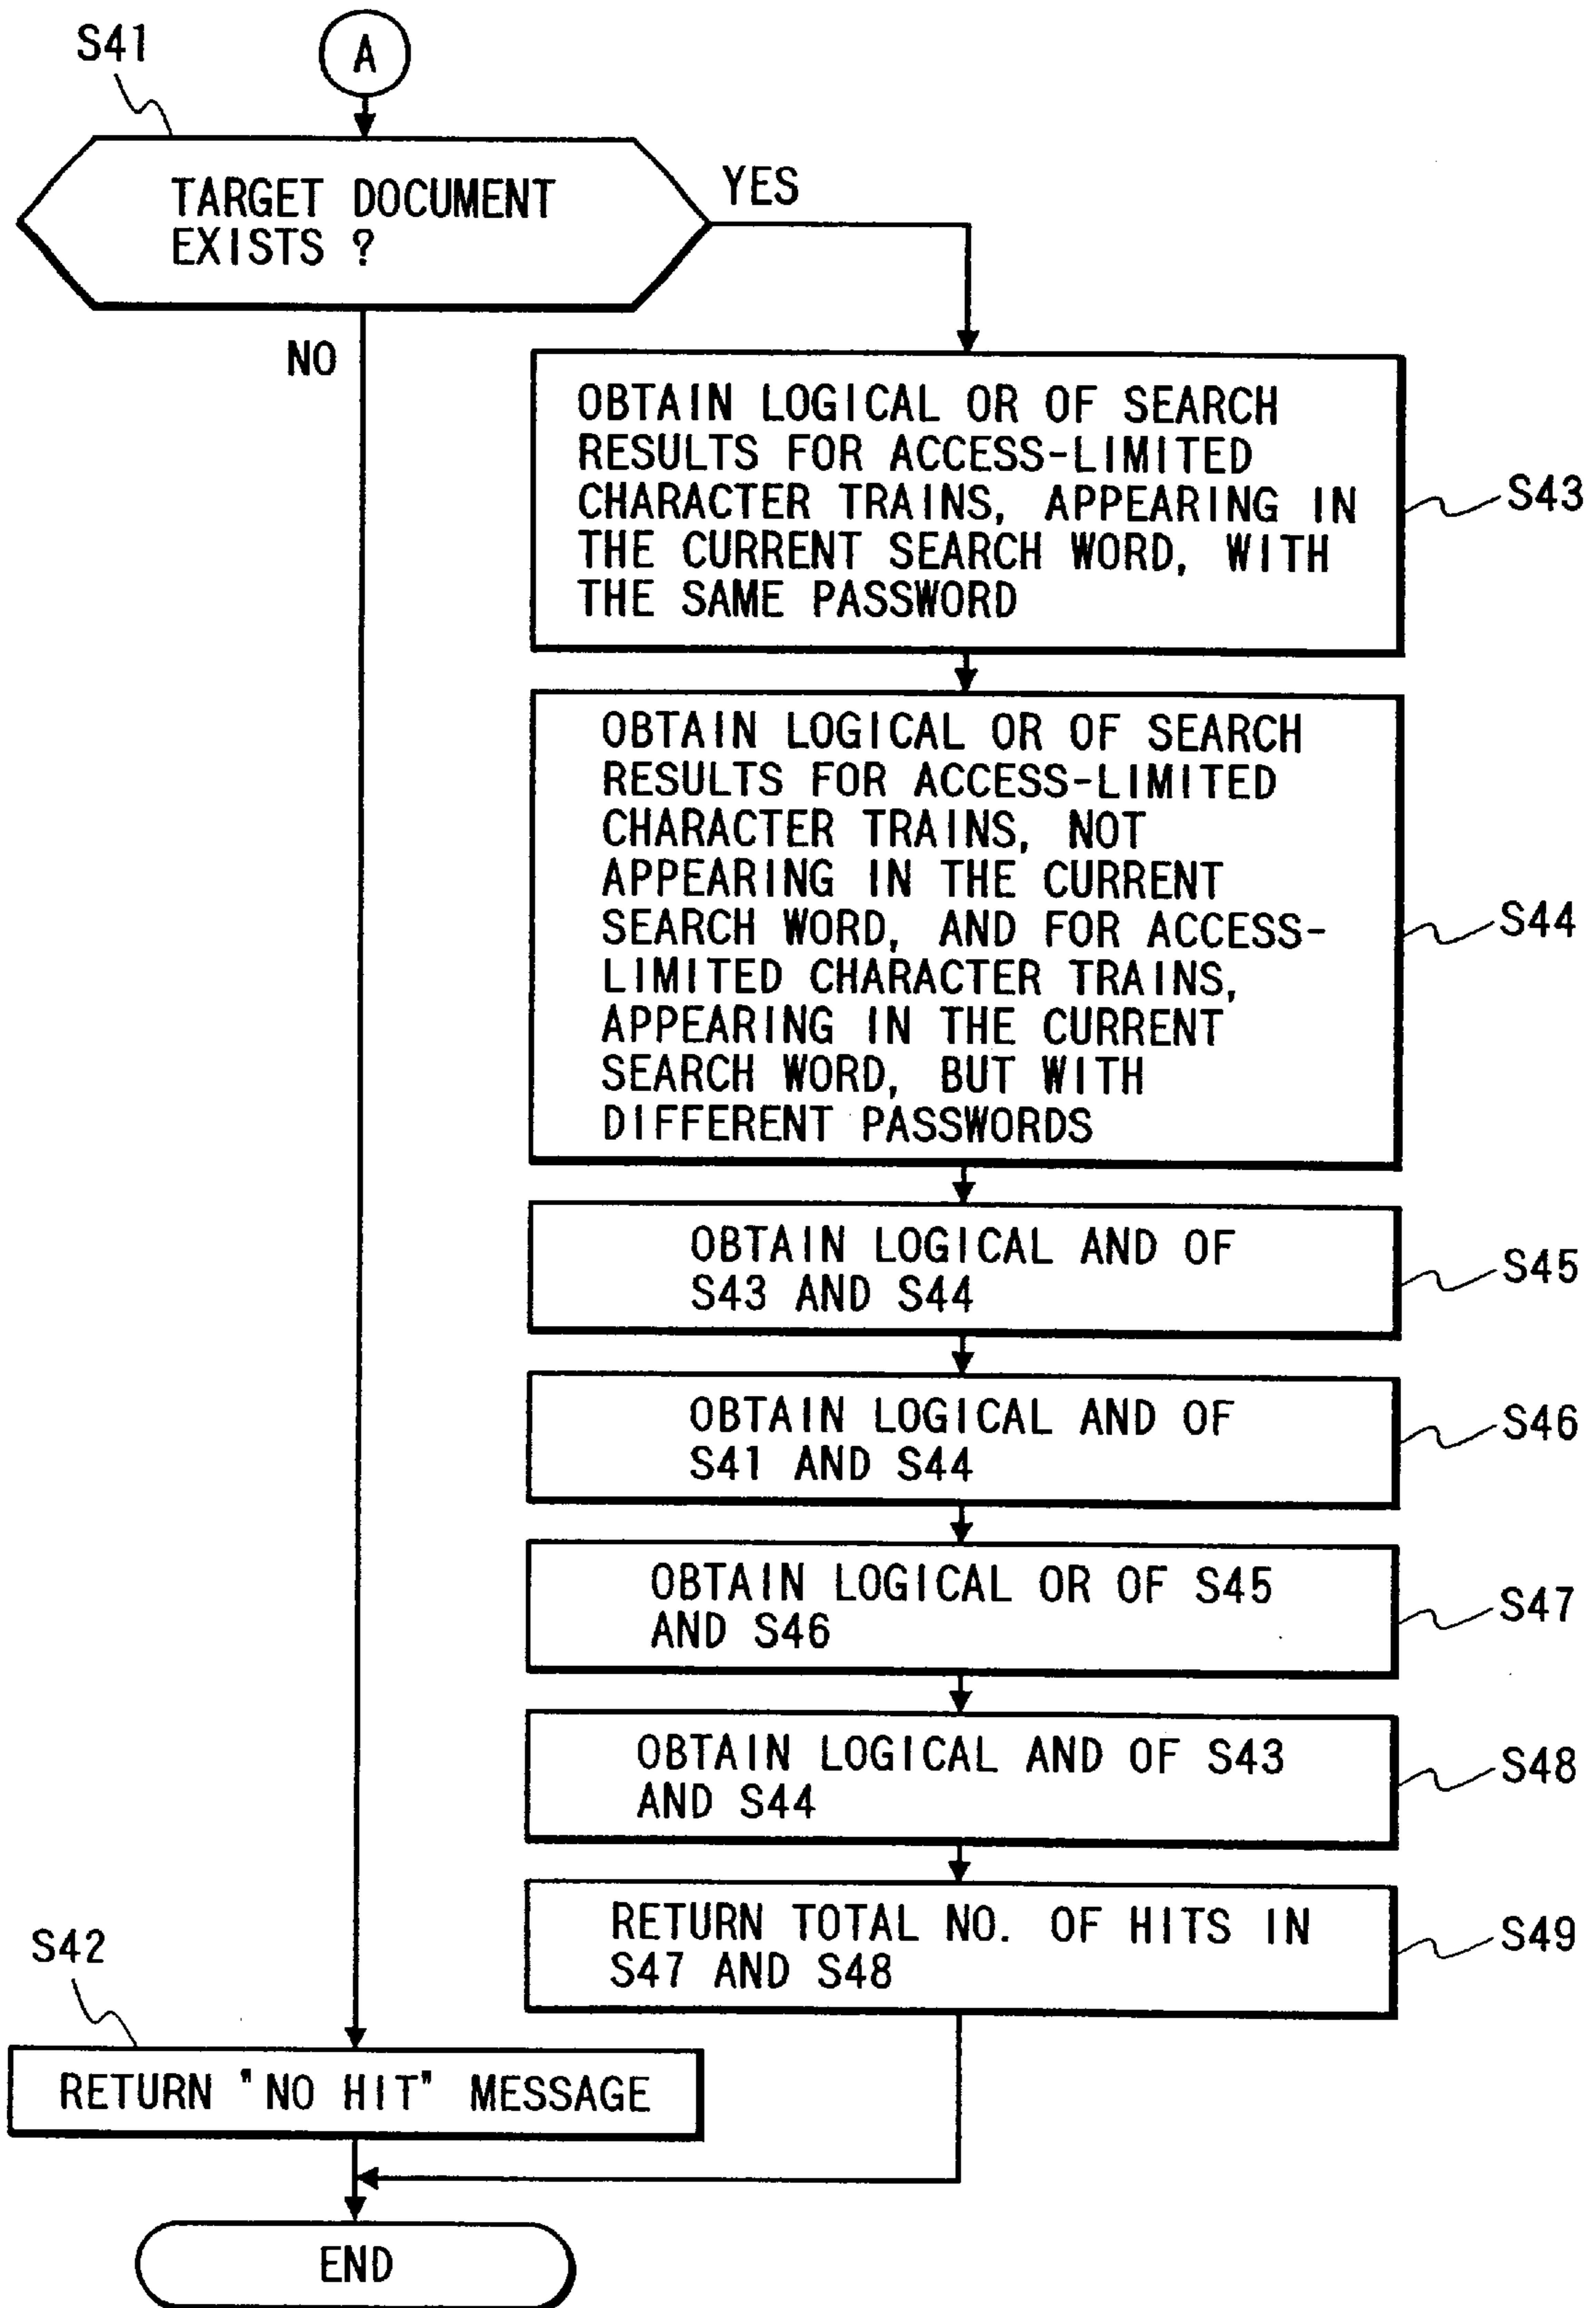 S41
A
TARGET DOCUMENT
EXISTS ?
YES
NO
OBTAIN LOGICAL OR OF SEARCH
RESULTS FOR ACCESS-LIMITED
CHARACTER TRAINS, APPEARING IN
THE CURRENT SEARCH WORD, WITH
THE SAME PASSWORD
S43
OBTAIN LOGICAL OR OF SEARCH
RESULTS FOR ACCESS-LIMITED
CHARACTER TRAINS, NOT
APPEARING IN THE CURRENT
SEARCH WORD, AND FOR ACCESS-
LIMITED CHARACTER TRAINS,
APPEARING IN THE CURRENT
SEARCH WORD, BUT WITH
DIFFERENT PASSWORDS
S44
OBTAIN LOGICAL AND OF
S43 AND S44
S45
OBTAIN LOGICAL AND OF
S41 AND S44
S46
OBTAIN LOGICAL OR OF S45
AND S46
S47
OBTAIN LOGICAL AND OF S43
AND S44
S48
RETURN TOTAL NO. OF HITS IN
S47 AND S48
S49
S42
RETURN "NO HIT" MESSAGE
END